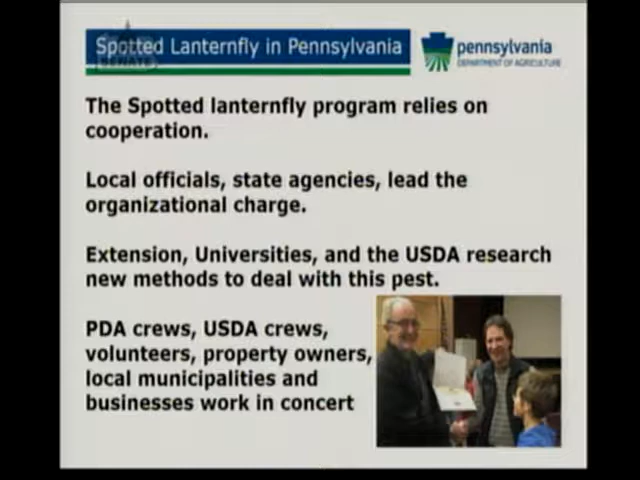 Spotted Lanternfly in Pennsylvania
SENATE
pennsylvania
DEPARTMENT OF AGRICULTURE
The Spotted lanternfly program relies on
cooperation.
Local officials, state agencies, lead the
organizational charge.
Extension, Universities, and the USDA research
new methods to deal with this pest.
PDA crews, USDA crews,
volunteers, property owners,
local municipalities and
businesses work in concert